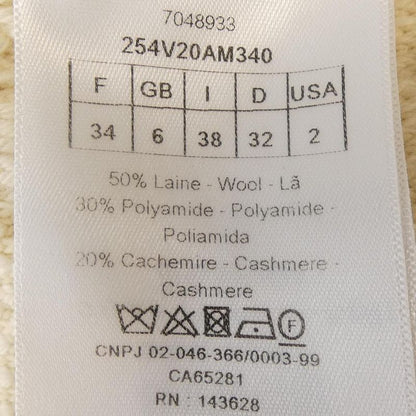 7048933
254V20AM340
F GB I D USA
34 6 38 32 2
50% Laine - Wool - Lã
30% Polyamide - Polyamide -
Poliamida
20% Cachemire - Cashmere -
Cashmere
F
CNPJ 02-046-366/0003-99
CA65281
RN : 143628